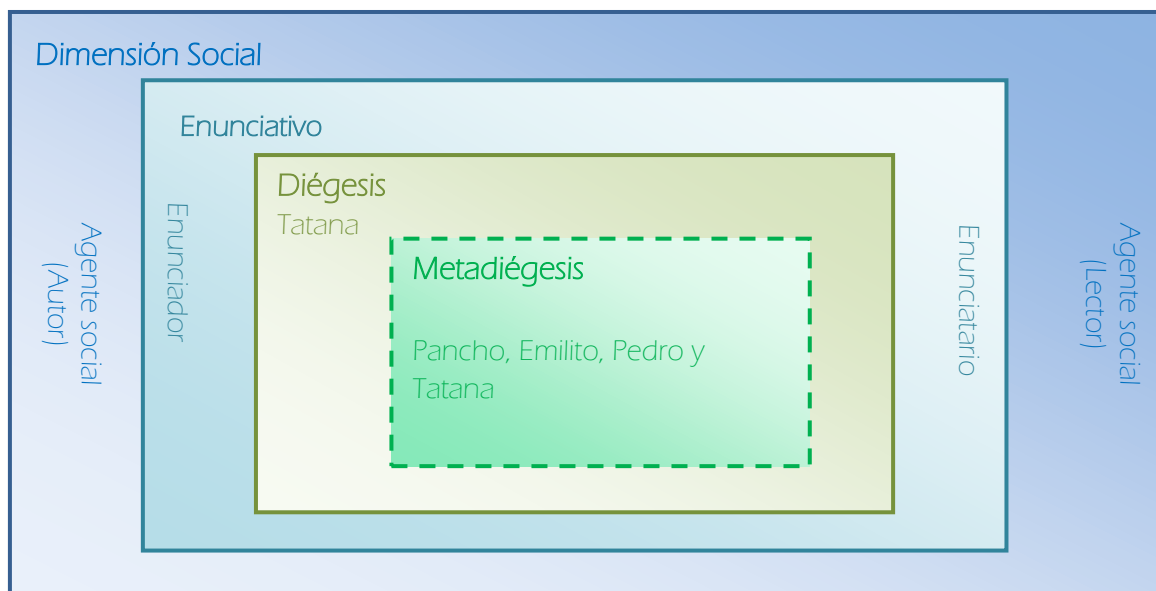 Dimensión Social
Enunciativo
Diégesis
Tatana
Metadiégesis
Pancho, Emilito, Pedro y
Tatana
Agente social
(Autor)
Enunciador
Enunciatario
Agente social
(Lector)